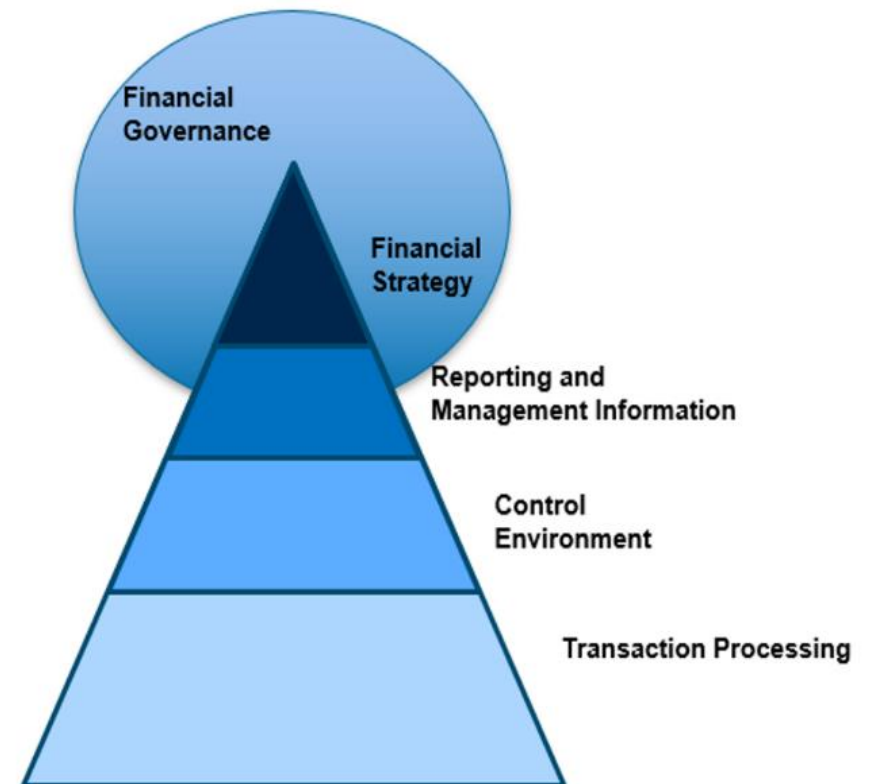 Financial
Governance
Financial
Strategy
Reporting and
Management Information
Control
Environment
Transaction Processing